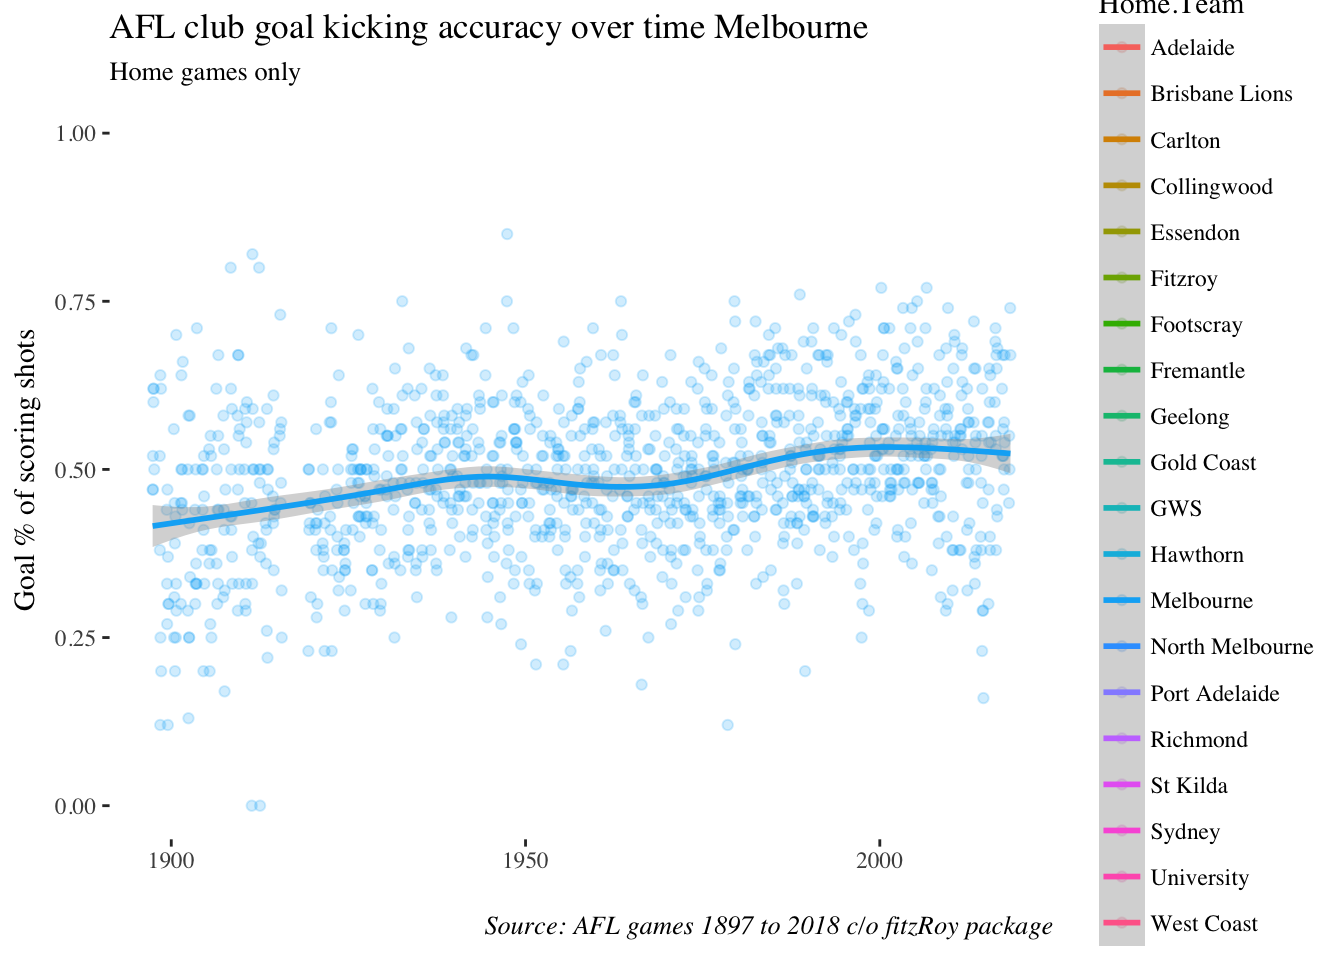 AFL club goal kicking accuracy over time Melbourne
Home games only
Goal % of scoring shots
1.00
0.75
0.50
0.25
0.00
1900
1950
2000
Source: AFL games 1897 to 2018 c/o fitzRoy package
Home.Team
Adelaide
Brisbane Lions
Carlton
Collingwood
Essendon
Fitzroy
Footscray
Fremantle
Geelong
Gold Coast
GWS
Hawthorn
Melbourne
North Melbourne
Port Adelaide
Richmond
St Kilda
Sydney
University
West Coast